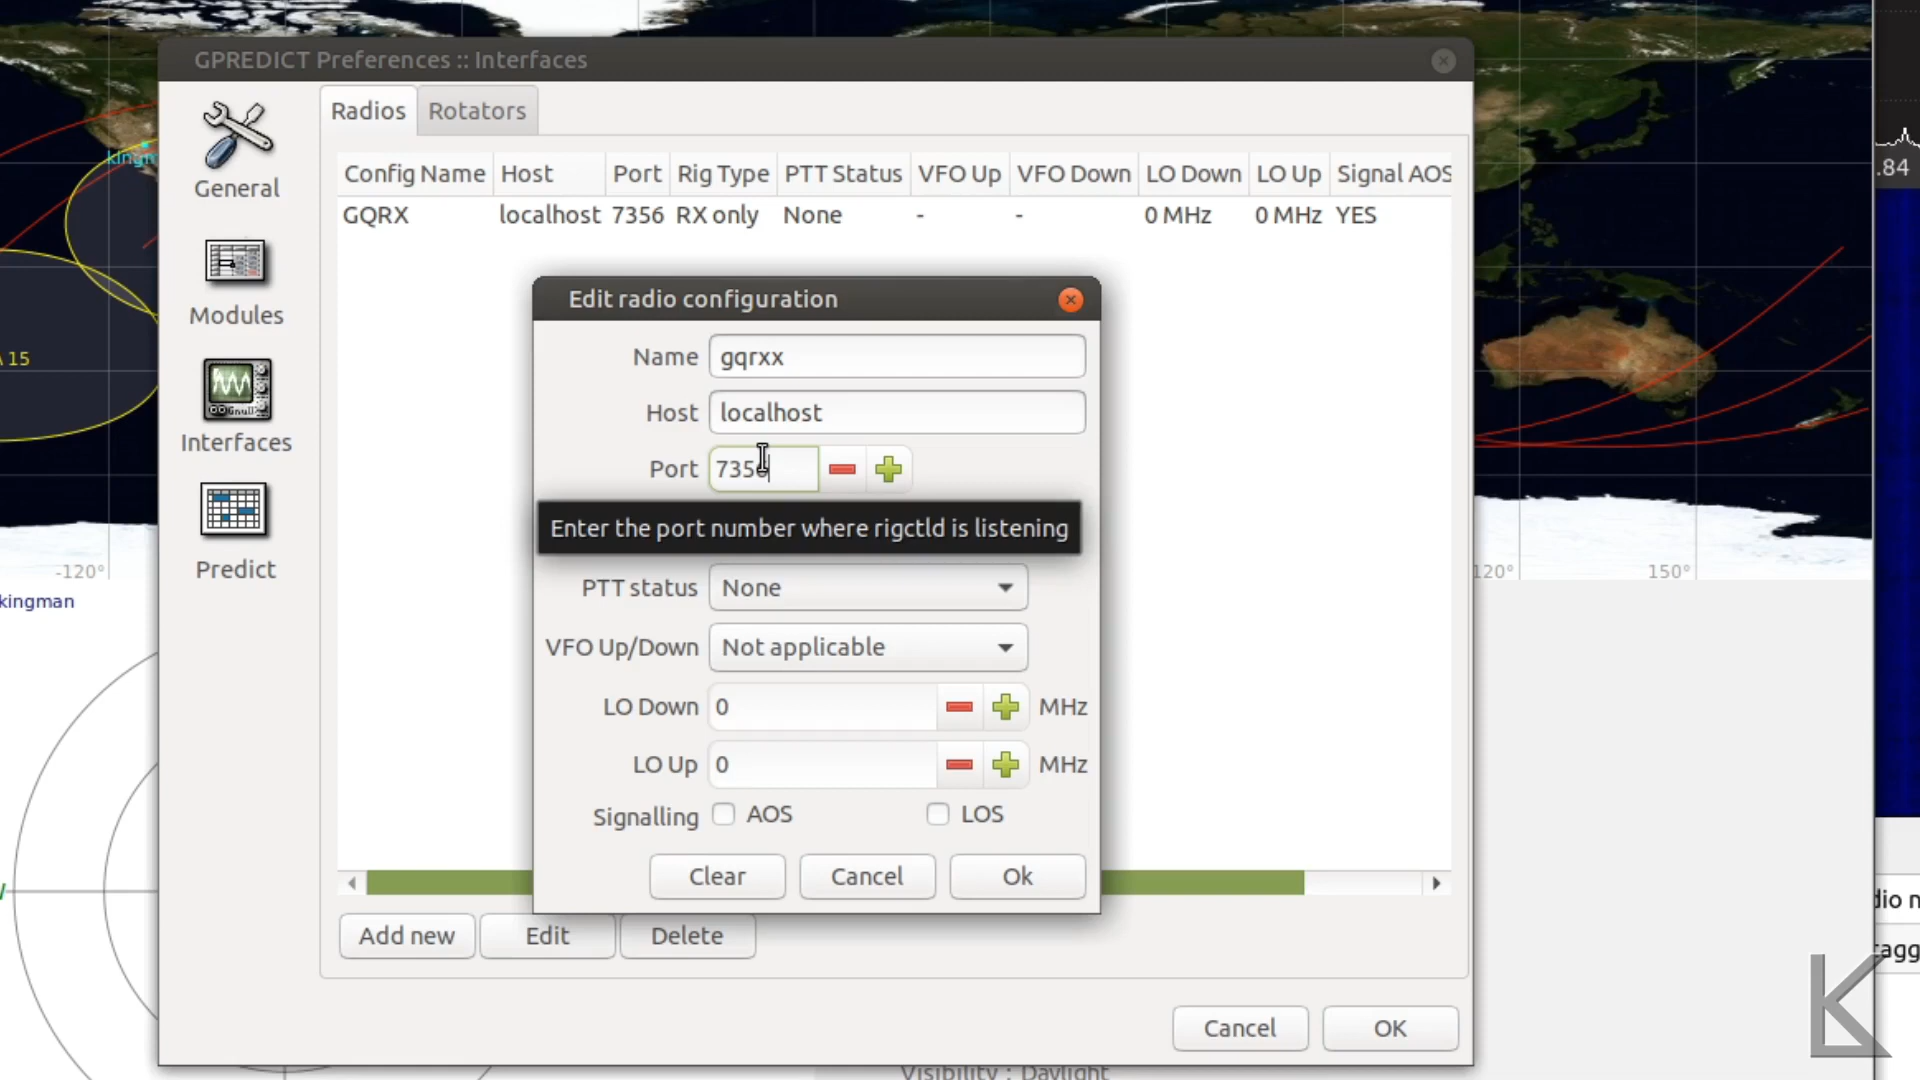 GPREDICT Preferences :: Interfaces
Radios Rotators
General
Modules
Interfaces
Predict
Config Name Host Port Rig Type PTT Status VFO Up VFO Down LO Down LO Up Signal AOS
GQRX localhost 7356 RX only None - - 0 MHz 0 MHz YES
Edit radio configuration
Name gqrxx
Host localhost
Port 7356
Enter the port number where rigctld is listening
PTT status None
VFO Up/Down Not applicable
LO Down 0 MHz
LO Up 0 MHz
Signalling AOS LOS
Clear Cancel Ok
Add new Edit Delete
Cancel OK
.84
15
-120°
120°
150°
kingman
Visibility : Daylight
K